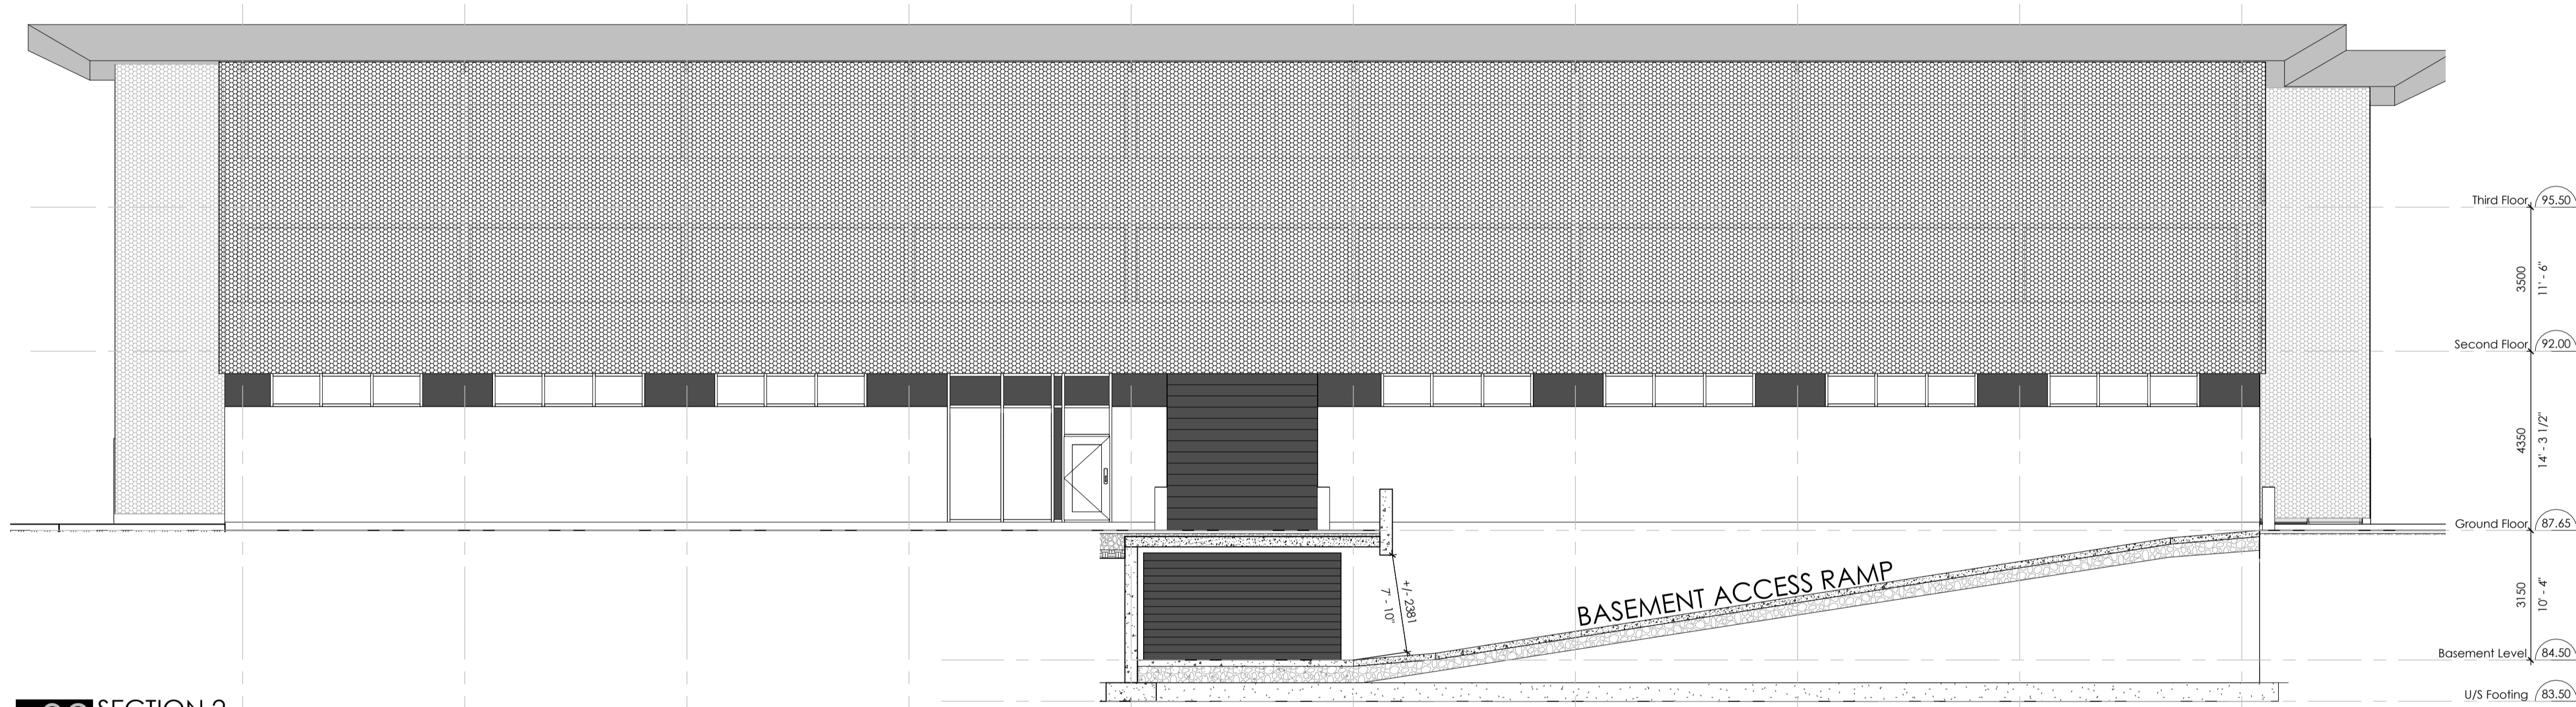 Third Floor 95.50
3500
11' - 6"
Second Floor 92.00
4350
14' - 3 1/2"
Ground Floor 87.65
+/- 2381
7' - 10"
BASEMENT ACCESS RAMP
3150
10' - 4"
Basement Level 84.50
U/S Footing 83.50
SECTION 2